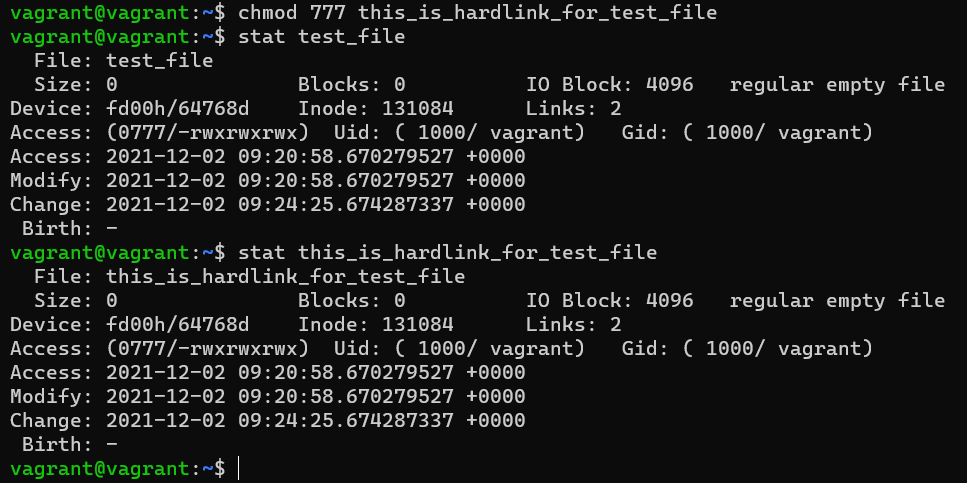 vagrant@vagrant:~$ chmod 777 this_is_hardlink_for_test_file
vagrant@vagrant:~$ stat test_file
  File: test_file
  Size: 0               Blocks: 0          IO Block: 4096   regular empty file
Device: fd00h/64768d    Inode: 131084      Links: 2
Access: (0777/-rwxrwxrwx)  Uid: ( 1000/ vagrant)   Gid: ( 1000/ vagrant)
Access: 2021-12-02 09:20:58.670279527 +0000
Modify: 2021-12-02 09:20:58.670279527 +0000
Change: 2021-12-02 09:24:25.674287337 +0000
 Birth: -
vagrant@vagrant:~$ stat this_is_hardlink_for_test_file
  File: this_is_hardlink_for_test_file
  Size: 0               Blocks: 0          IO Block: 4096   regular empty file
Device: fd00h/64768d    Inode: 131084      Links: 2
Access: (0777/-rwxrwxrwx)  Uid: ( 1000/ vagrant)   Gid: ( 1000/ vagrant)
Access: 2021-12-02 09:20:58.670279527 +0000
Modify: 2021-12-02 09:20:58.670279527 +0000
Change: 2021-12-02 09:24:25.674287337 +0000
 Birth: -
vagrant@vagrant:~$